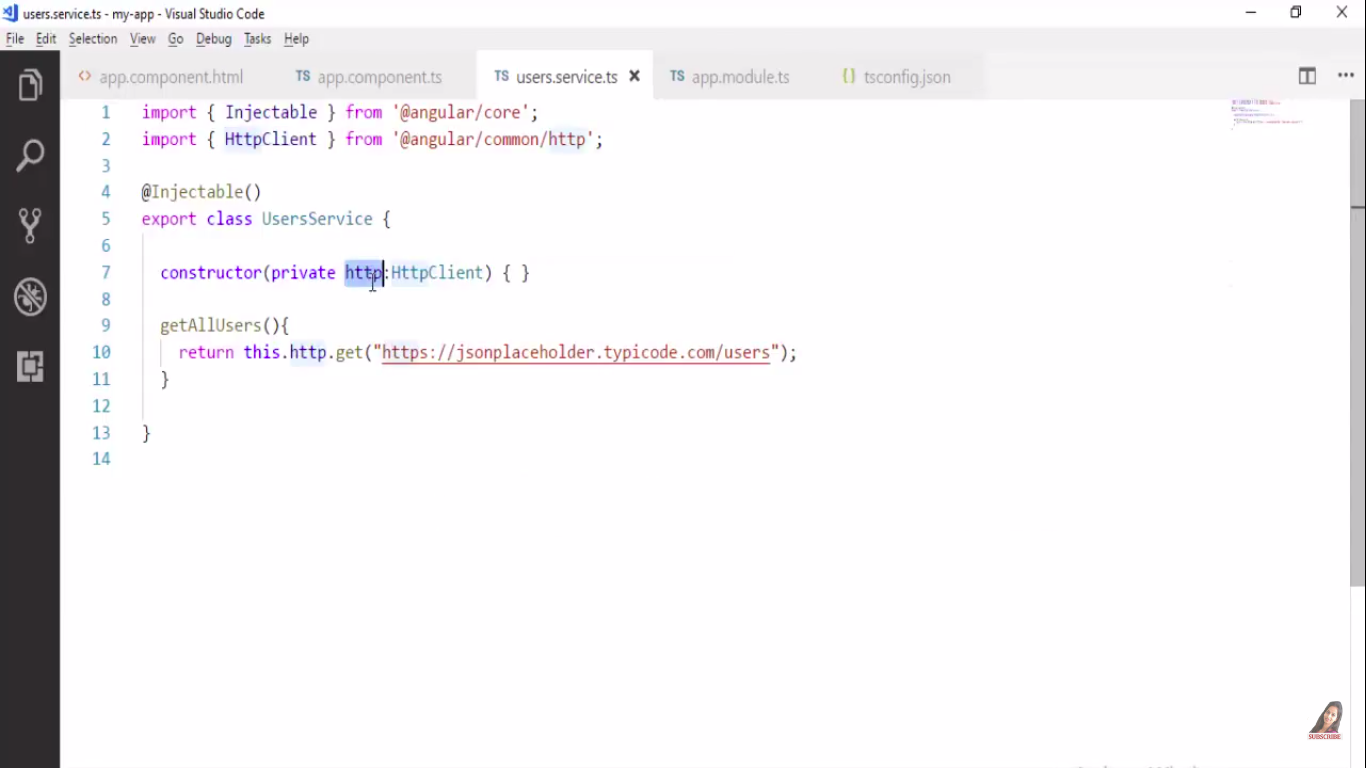 users.service.ts - my-app - Visual Studio Code
File Edit Selection View Go Debug Tasks Help
<> app.component.html TS app.component.ts TS users.service.ts × TS app.module.ts {} tsconfig.json
1 import { Injectable } from '@angular/core';
2 import { HttpClient } from '@angular/common/http';
3
4 @Injectable()
5 export class UsersService {
6
7 constructor(private http:HttpClient) { }
8
9 getAllUsers(){
10 return this.http.get("https://jsonplaceholder.typicode.com/users");
11 }
12
13 }
14
SUBSCRIBE